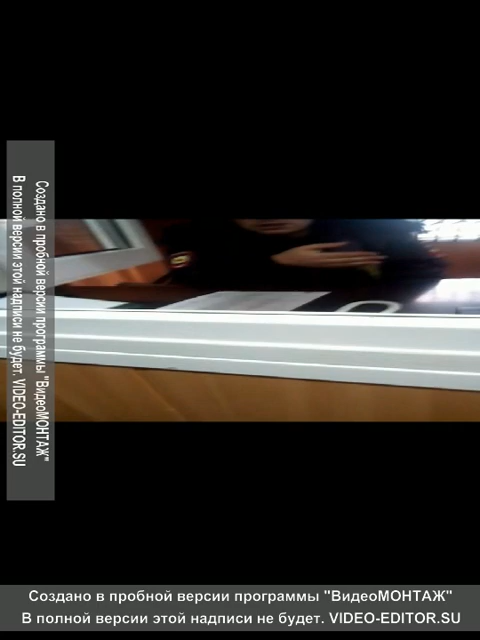 Создано в пробной версии программы "ВидеоМОНТАЖ"
В полной версии этой надписи не будет. VIDEO-EDITOR.SU
Создано в пробной версии программы "ВидеоМОНТАЖ"
В полной версии этой надписи не будет. VIDEO-EDITOR.SU